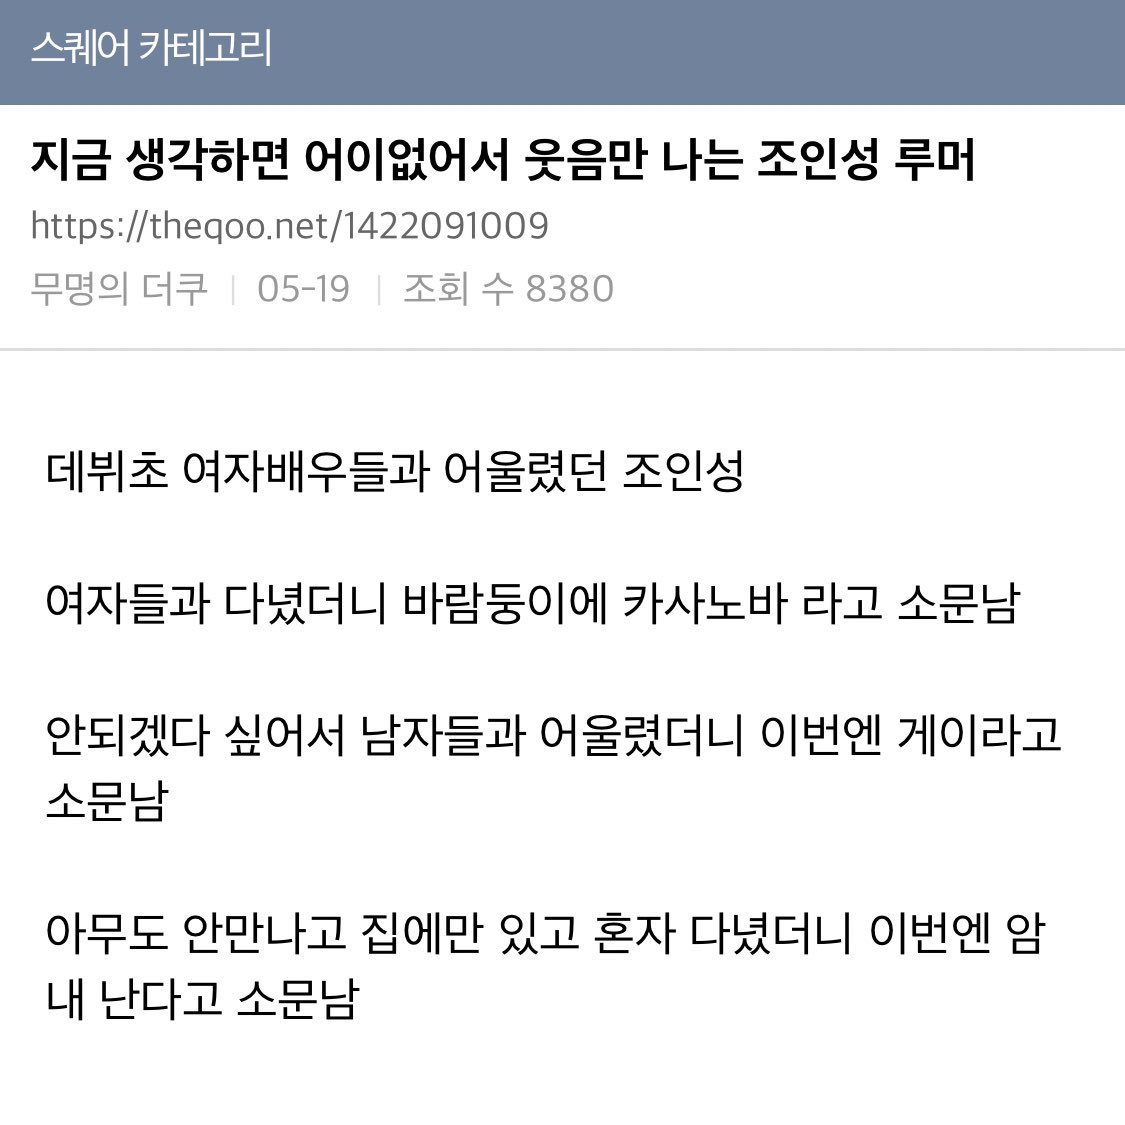 스퀘어 카테고리
지금 생각하면 어이없어서 웃음만 나는 조인성 루머
https://theqoo.net/1422091009
무명의 더쿠 | 05-19 | 조회 수 8380
데뷔초 여자배우들과 어울렸던 조인성
여자들과 다녔더니 바람둥이에 카사노바 라고 소문남
안되겠다 싶어서 남자들과 어울렸더니 이번엔 게이라고
소문남
아무도 안만나고 집에만 있고 혼자 다녔더니 이번엔 암
내 난다고 소문남